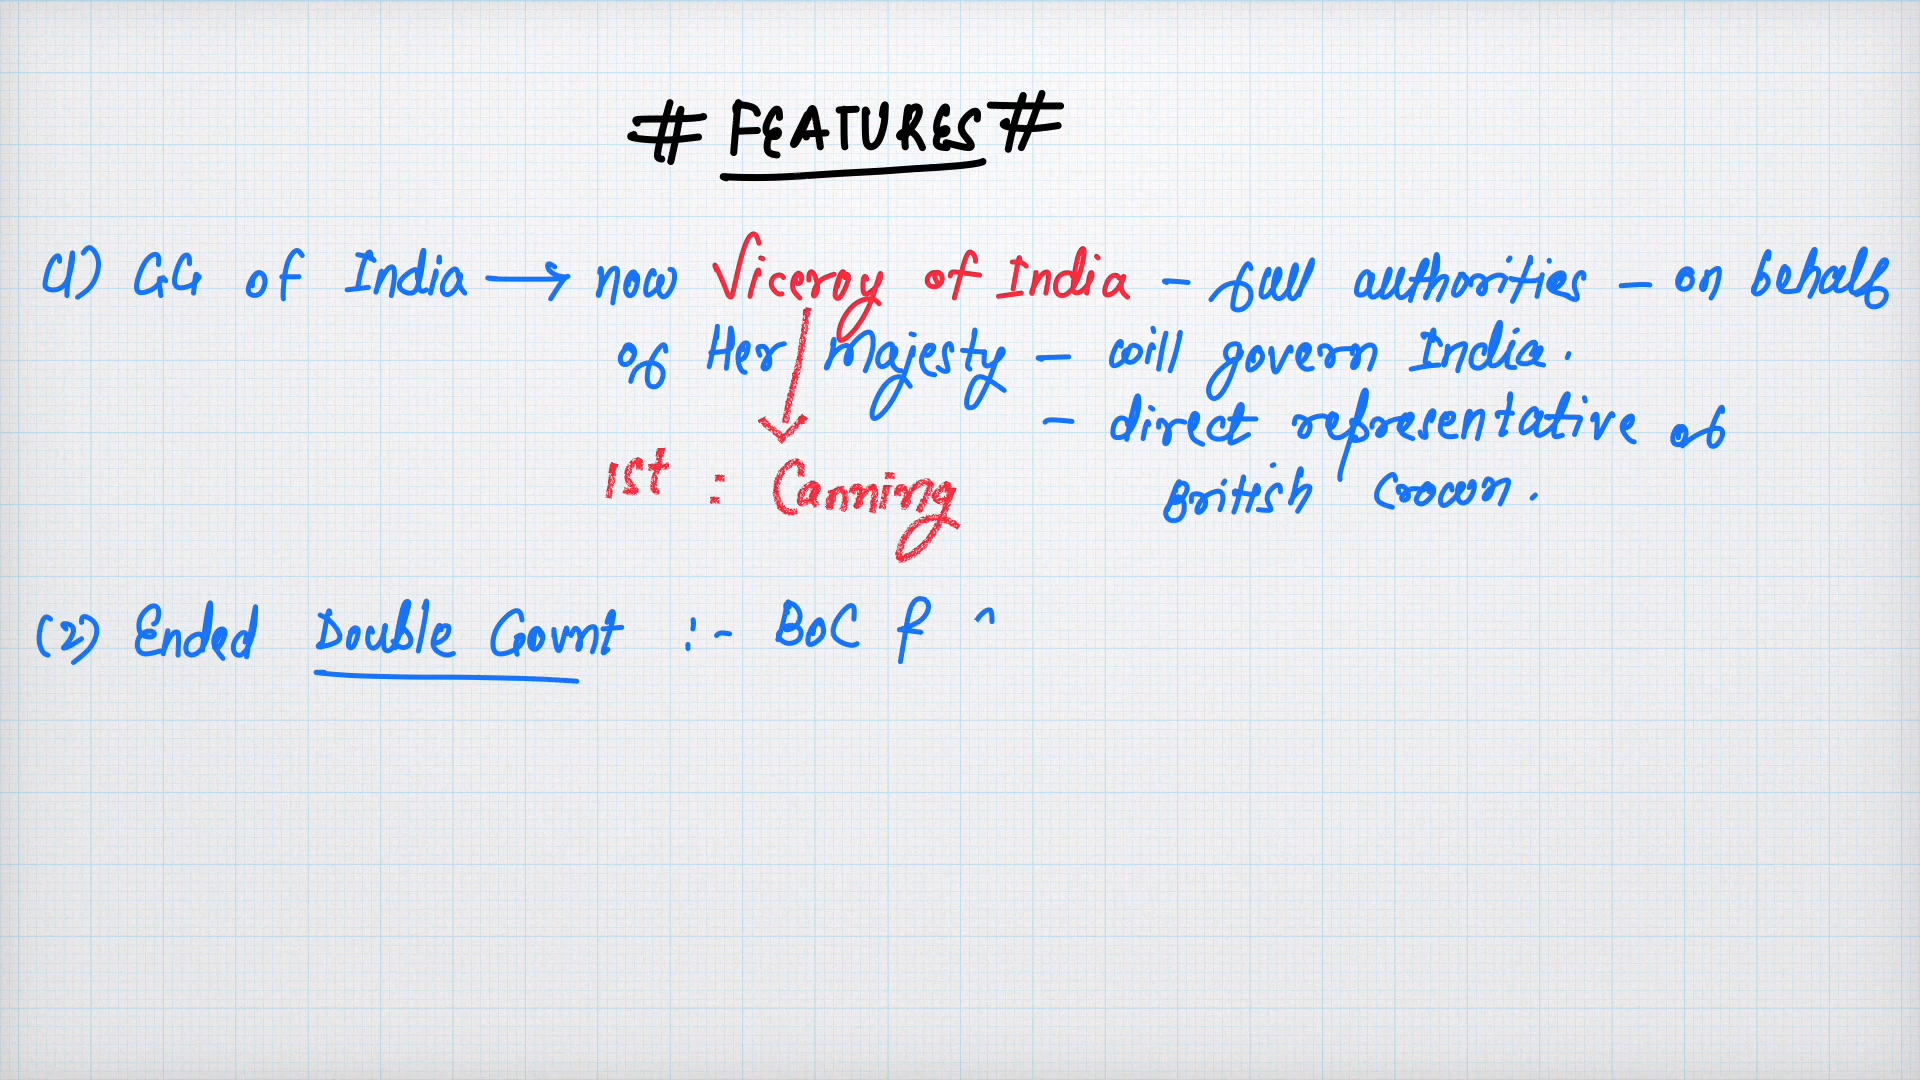 # FEATURES #
(1) GG of India → now Viceroy of India - full authorities - on behalf
of Her Majesty - will govern India.
- direct representative of
1st : Canning
British Crown.
(2) Ended Double Govrnt :- BoC